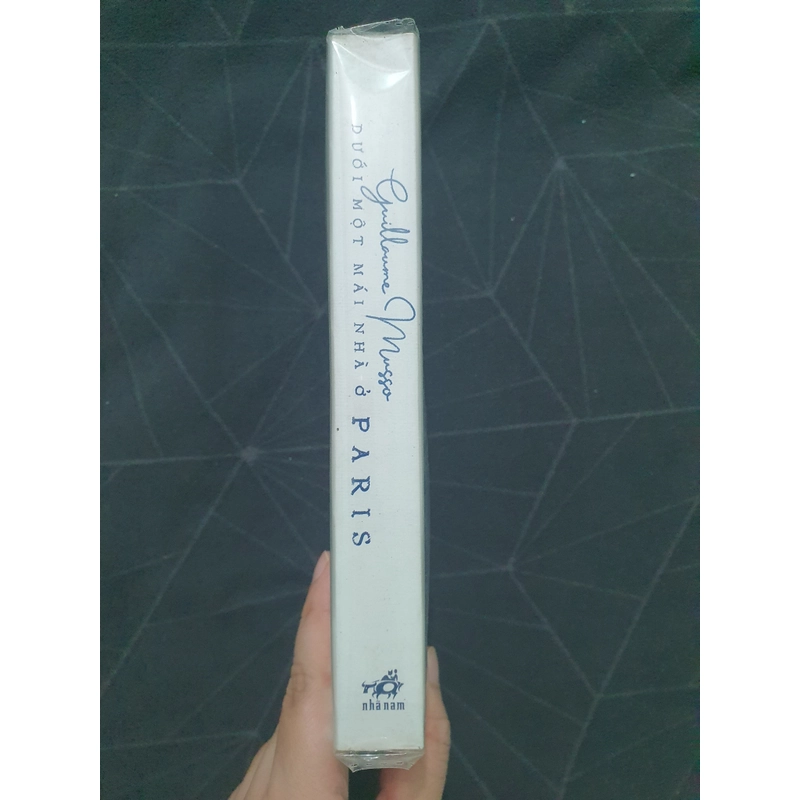 Guillaume Musso
DƯỚI MỘT MÁI NHÀ Ở PARIS
nhã nam